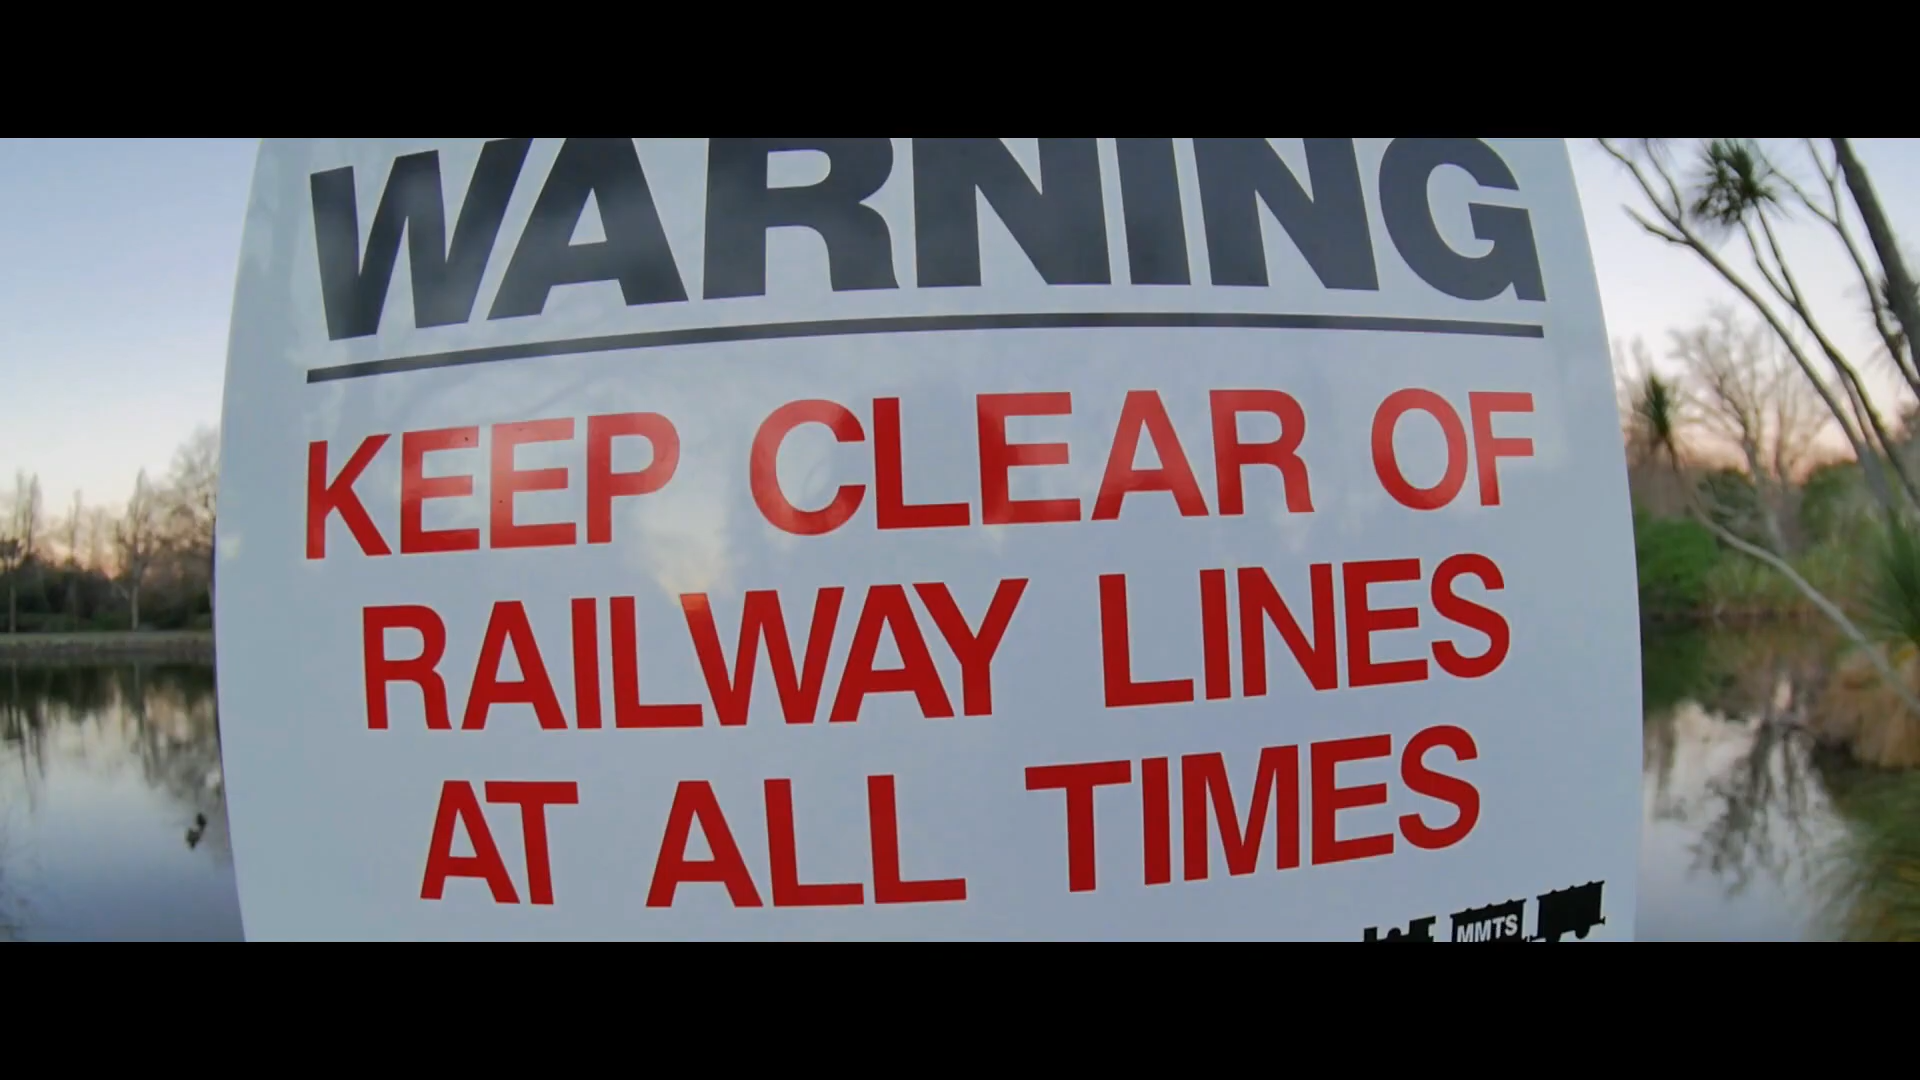 WARNING
KEEP CLEAR OF
RAILWAY LINES
AT ALL TIMES
MMTS